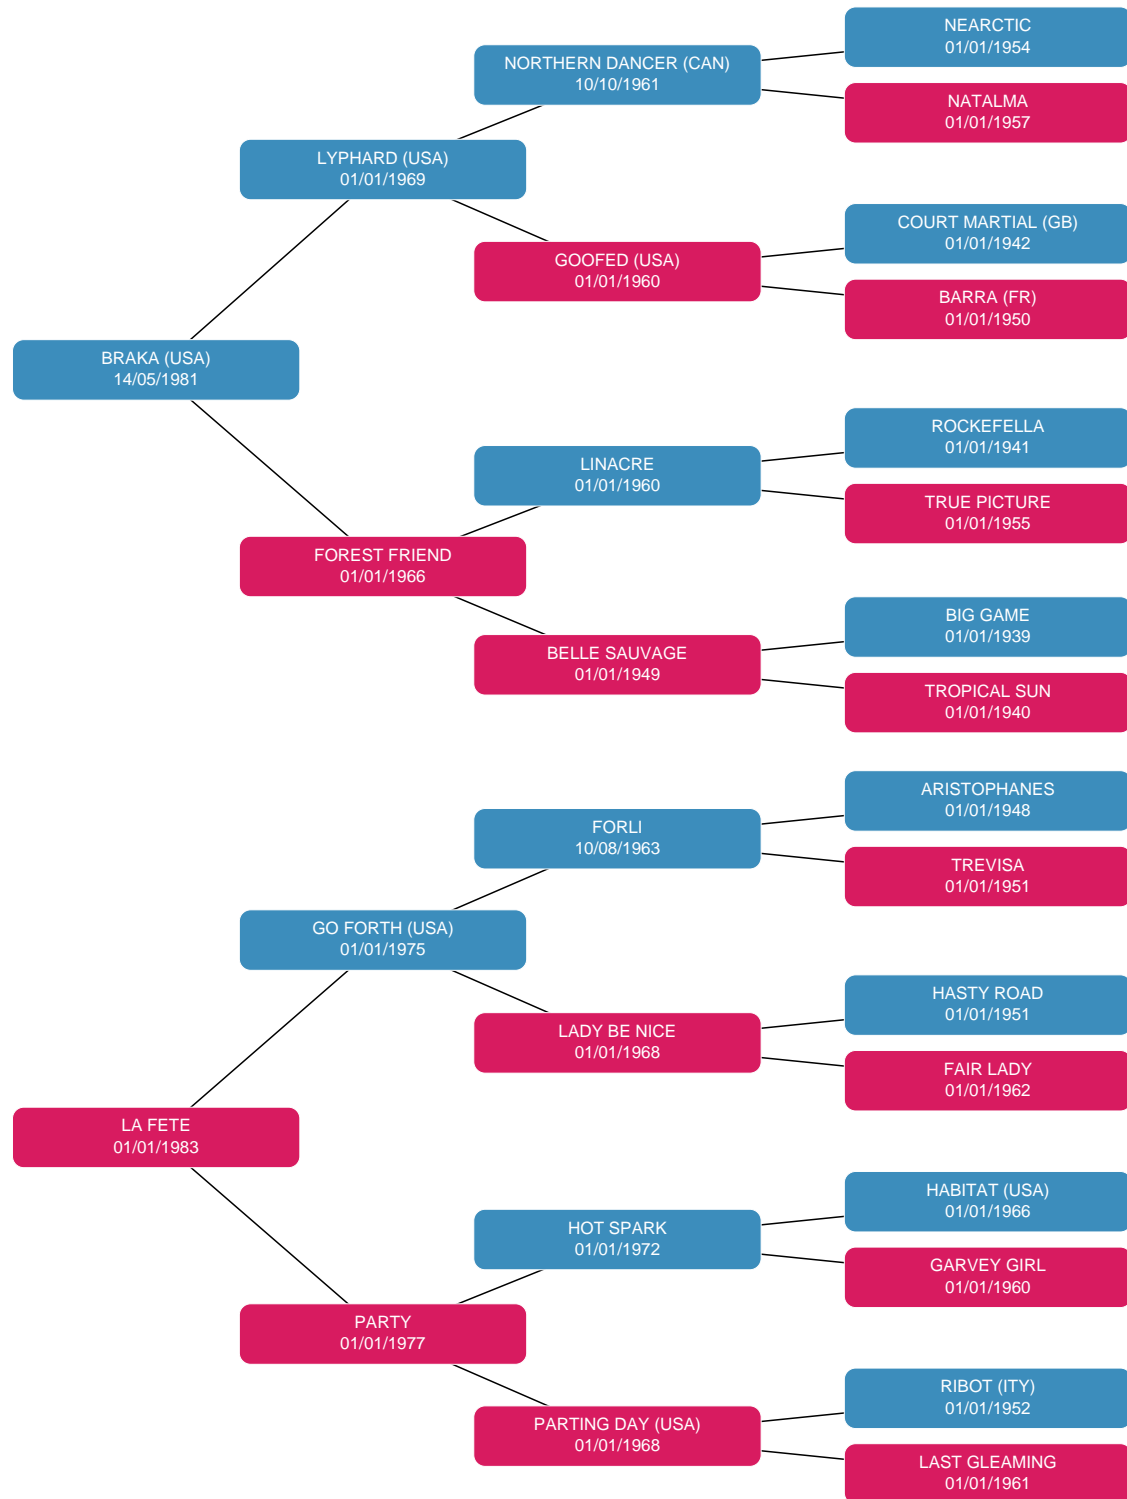 NEARCTIC
01/01/1954
NORTHERN DANCER (CAN)
10/10/1961
NATALMA
01/01/1957
LYPHARD (USA)
01/01/1969
COURT MARTIAL (GB)
01/01/1942
GOOFED (USA)
01/01/1960
BARRA (FR)
01/01/1950
BRAKA (USA)
14/05/1981
ROCKEFELLA
01/01/1941
LINACRE
01/01/1960
TRUE PICTURE
01/01/1955
FOREST FRIEND
01/01/1966
BIG GAME
01/01/1939
BELLE SAUVAGE
01/01/1949
TROPICAL SUN
01/01/1940
ARISTOPHANES
01/01/1948
FORLI
10/08/1963
TREVISA
01/01/1951
GO FORTH (USA)
01/01/1975
HASTY ROAD
01/01/1951
LADY BE NICE
01/01/1968
FAIR LADY
01/01/1962
LA FETE
01/01/1983
HABITAT (USA)
01/01/1966
HOT SPARK
01/01/1972
GARVEY GIRL
01/01/1960
PARTY
01/01/1977
RIBOT (ITY)
01/01/1952
PARTING DAY (USA)
01/01/1968
LAST GLEAMING
01/01/1961